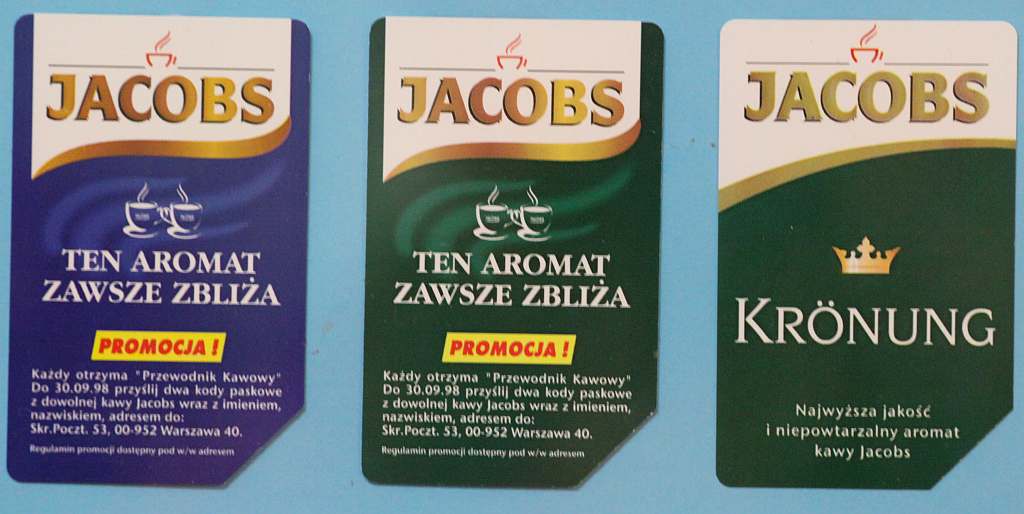 JACOBS
TEN AROMAT
ZAWSZE ZBLIŻA
PROMOCJA!
Każdy otrzyma "Przewodnik Kawowy"
Do 30.09.98 przyślij dwa kody paskowe
z dowolnej kawy Jacobs wraz z imieniem,
nazwiskiem, adresem do:
Skr.Poczt. 53, 00-952 Warszawa 40.
Regulamin promocji dostępny pod w/w adresem
JACOBS
TEN AROMAT
ZAWSZE ZBLIŻA
PROMOCJA!
Każdy otrzyma "Przewodnik Kawowy"
Do 30.09.98 przyślij dwa kody paskowe
z dowolnej kawy Jacobs wraz z imieniem,
nazwiskiem, adresem do:
Skr.Poczt. 53, 00-952 Warszawa 40.
Regulamin promocji dostępny pod w/w adresem
JACOBS
KRÖNUNG
Najwyższa jakość
i niepowtarzalny aromat
kawy Jacobs